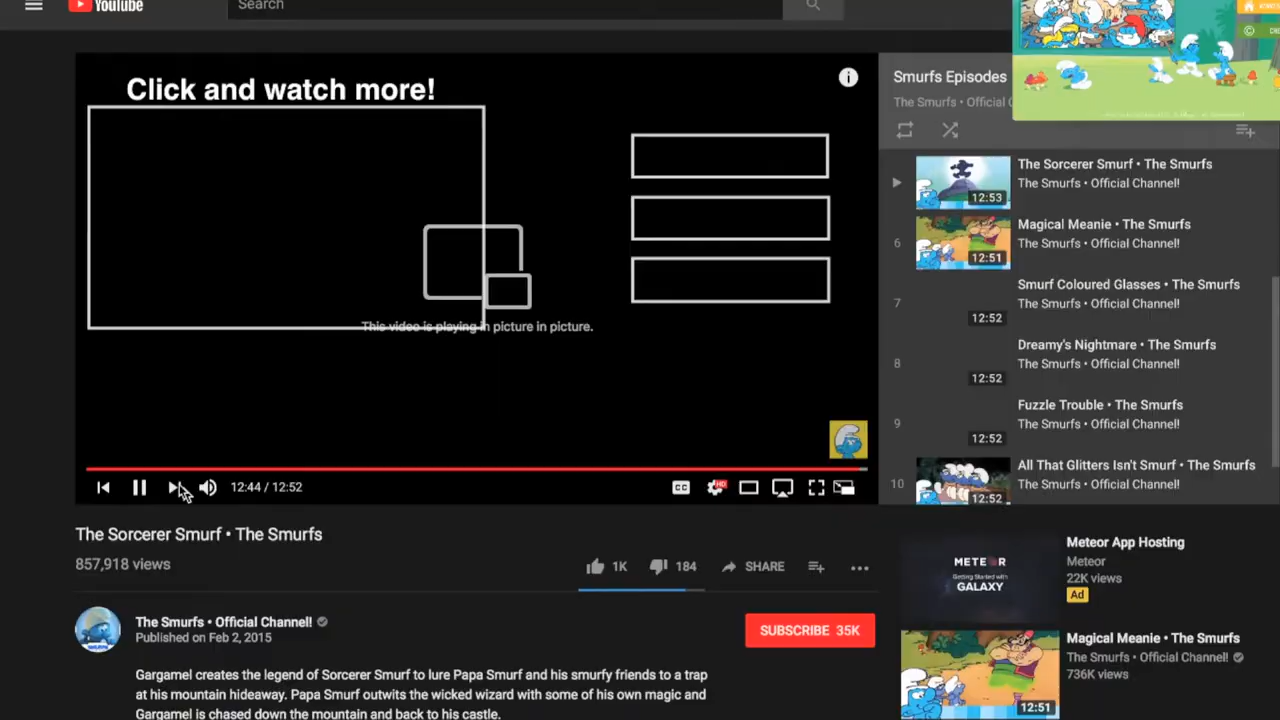 YouTube
Search
Click and watch more!
This video is playing in picture in picture.
12:44 / 12:52
CC
HD
Smurfs Episodes
The Smurfs • Official
The Sorcerer Smurf • The Smurfs
The Smurfs • Official Channel!
12:53
6
Magical Meanie • The Smurfs
The Smurfs • Official Channel!
12:51
7
Smurf Coloured Glasses • The Smurfs
The Smurfs • Official Channel!
12:52
8
Dreamy's Nightmare • The Smurfs
The Smurfs • Official Channel!
12:52
9
Fuzzle Trouble • The Smurfs
The Smurfs • Official Channel!
12:52
10
All That Glitters Isn't Smurf • The Smurfs
The Smurfs • Official Channel!
12:52
The Sorcerer Smurf • The Smurfs
857,918 views
1K
184
SHARE
The Smurfs • Official Channel!
Published on Feb 2, 2015
SUBSCRIBE 35K
Gargamel creates the legend of Sorcerer Smurf to lure Papa Smurf and his smurfy friends to a trap
at his mountain hideaway. Papa Smurf outwits the wicked wizard with some of his own magic and
Gargamel is chased down the mountain and back to his castle.
METEOR
Getting Started with
GALAXY
Meteor App Hosting
Meteor
22K views
Ad
Magical Meanie • The Smurfs
The Smurfs • Official Channel!
736K views
12:51